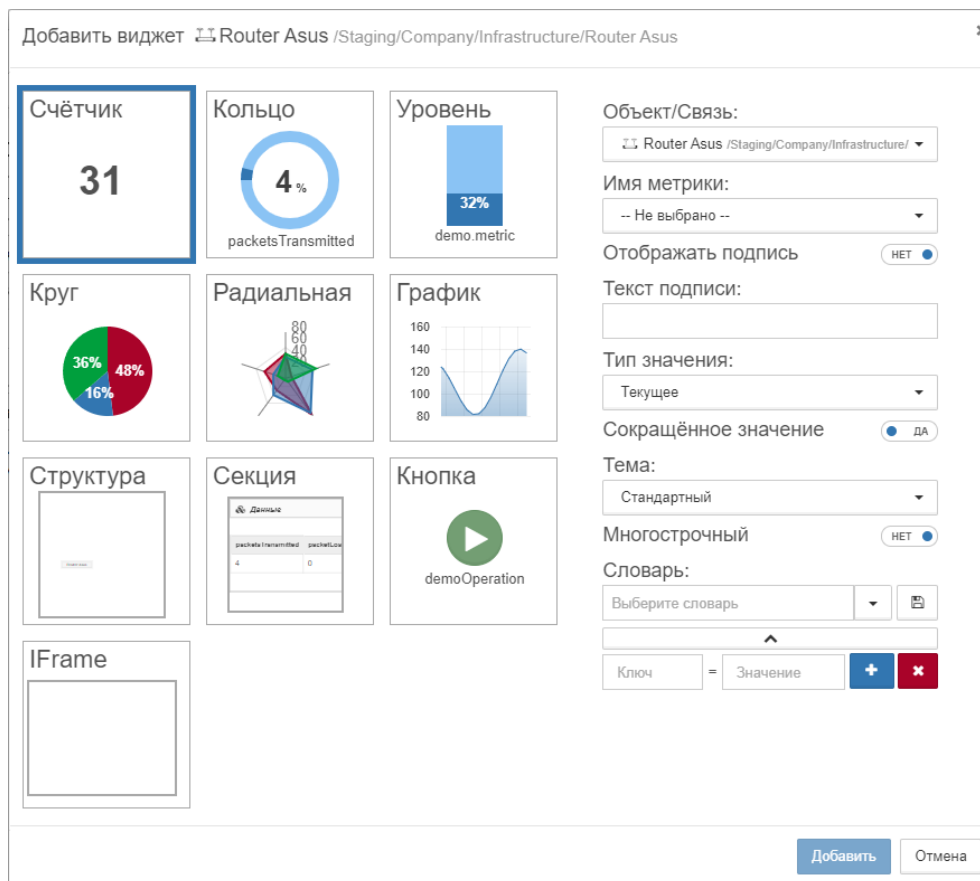 Добавить виджет Router Asus /Staging/Company/Infrastructure/Router Asus
Счётчик
31
Кольцо
4 %
packetsTransmitted
Уровень
32%
demo.metric
Круг
36%
48%
16%
Радиальная
80
60
40
График
160
140
120
100
80
Структура
Секция
Данные
packetsTransmitted packetLos
4 0
Кнопка
demoOperation
IFrame
Объект/Связь:
Router Asus /Staging/Company/Infrastructure/
Имя метрики:
-- Не выбрано --
Отображать подпись НЕТ
Текст подписи:
Тип значения:
Текущее
Сокращённое значение ДА
Тема:
Стандартный
Многострочный НЕТ
Словарь:
Выберите словарь
Ключ = Значение
Добавить Отмена